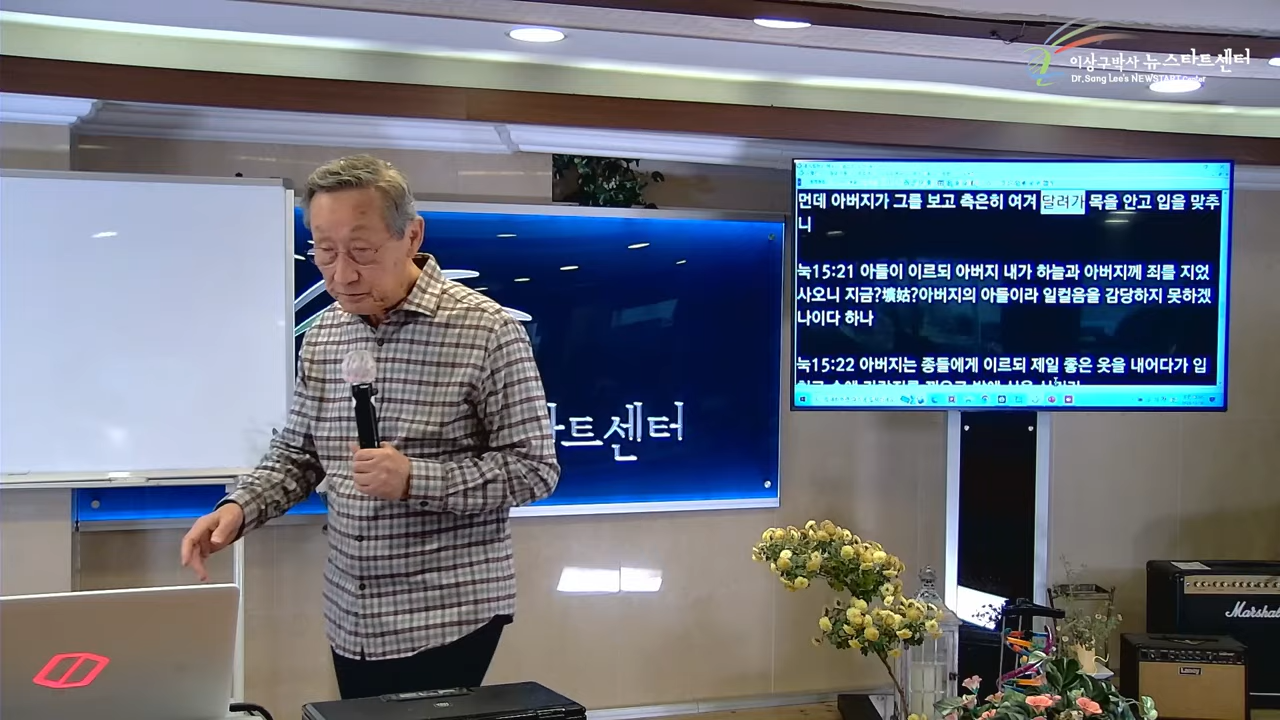 이상구박사 뉴스타트센터
Dr.Sang Lee's NEWSTART Center
먼데 아버지가 그를 보고 측은히 여겨 달려가 목을 안고 입을 맞추
니
눅15:21 아들이 이르되 아버지 내가 하늘과 아버지께 죄를 지었
사오니 지금?壙姑?아버지의 아들이라 일컬음을 감당하지 못하겠
나이다 하나
눅15:22 아버지는 종들에게 이르되 제일 좋은 옷을 내어다가 입
타트센터
Marshall
Laney